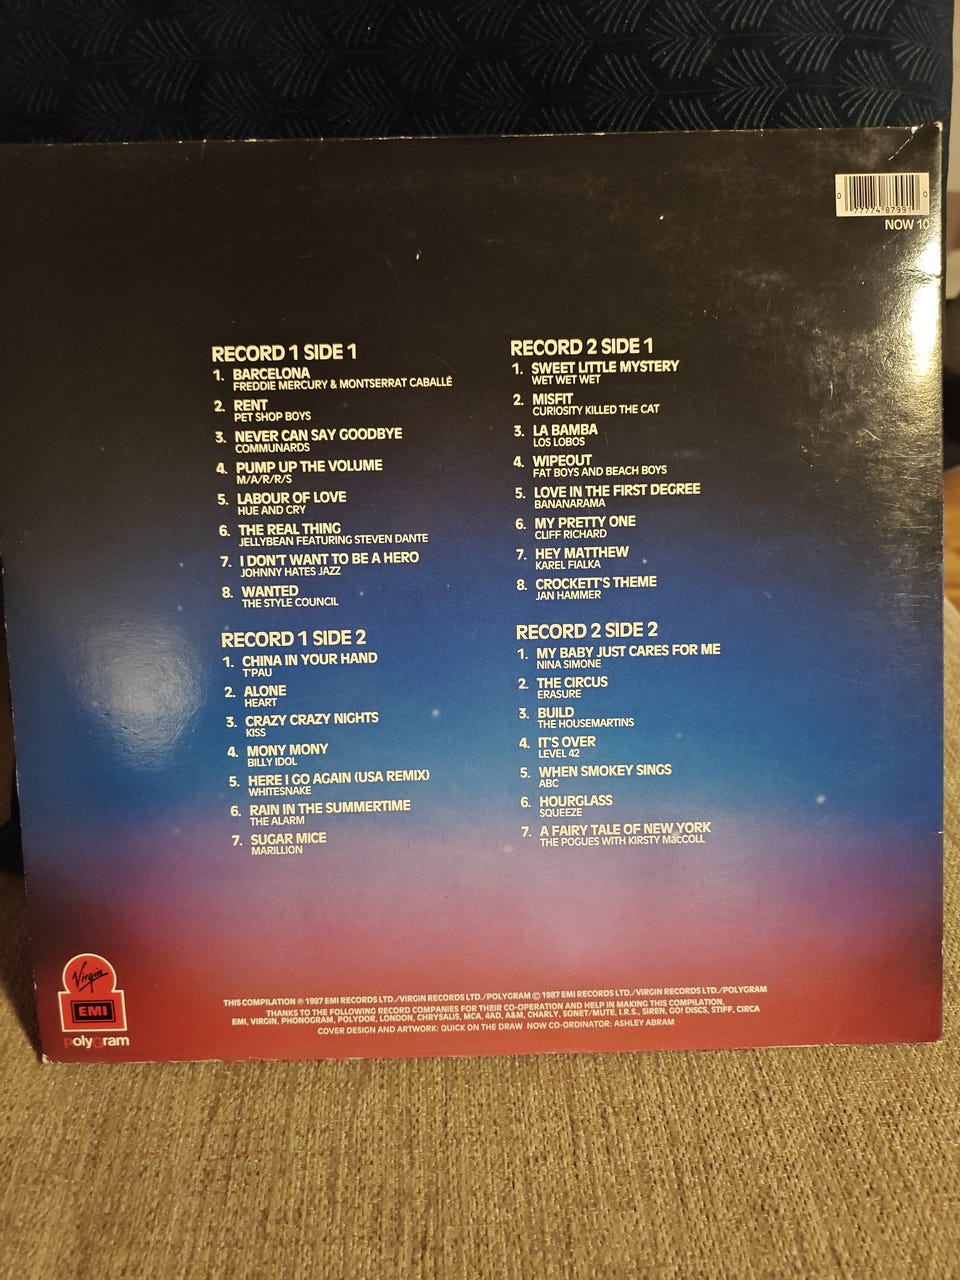 0 77774 87991 0
NOW 10
RECORD 1 SIDE 1
1. BARCELONA
FREDDIE MERCURY & MONTSERRAT CABALLÉ
2. RENT
PET SHOP BOYS
3. NEVER CAN SAY GOODBYE
COMMUNARDS
4. PUMP UP THE VOLUME
M/A/R/R/S
5. LABOUR OF LOVE
HUE AND CRY
6. THE REAL THING
JELLYBEAN FEATURING STEVEN DANTE
7. I DON'T WANT TO BE A HERO
JOHNNY HATES JAZZ
8. WANTED
THE STYLE COUNCIL
RECORD 1 SIDE 2
1. CHINA IN YOUR HAND
T'PAU
2. ALONE
HEART
3. CRAZY CRAZY NIGHTS
KISS
4. MONY MONY
BILLY IDOL
5. HERE I GO AGAIN (USA REMIX)
WHITESNAKE
6. RAIN IN THE SUMMERTIME
THE ALARM
7. SUGAR MICE
MARILLION
RECORD 2 SIDE 1
1. SWEET LITTLE MYSTERY
WET WET WET
2. MISFIT
CURIOSITY KILLED THE CAT
3. LA BAMBA
LOS LOBOS
4. WIPEOUT
FAT BOYS AND BEACH BOYS
5. LOVE IN THE FIRST DEGREE
BANANARAMA
6. MY PRETTY ONE
CLIFF RICHARD
7. HEY MATTHEW
KAREL FIALKA
8. CROCKETT'S THEME
JAN HAMMER
RECORD 2 SIDE 2
1. MY BABY JUST CARES FOR ME
NINA SIMONE
2. THE CIRCUS
ERASURE
3. BUILD
THE HOUSEMARTINS
4. IT'S OVER
LEVEL 42
5. WHEN SMOKEY SINGS
ABC
6. HOURGLASS
SQUEEZE
7. A FAIRY TALE OF NEW YORK
THE POGUES WITH KIRSTY MacCOLL
Virgin
EMI
PolyGram
THIS COMPILATION ℗ 1987 EMI RECORDS LTD./VIRGIN RECORDS LTD./POLYGRAM © 1987 EMI RECORDS LTD./VIRGIN RECORDS LTD./POLYGRAM
THANKS TO THE FOLLOWING RECORD COMPANIES FOR THEIR CO-OPERATION AND HELP IN MAKING THIS COMPILATION,
EMI, VIRGIN, PHONOGRAM, POLYDOR, LONDON, CHRYSALIS, MCA, 4AD, A&M, CHARLY, SONET/MUTE, I.R.S., SIREN, GO! DISCS, STIFF, CIRCA
COVER DESIGN AND ARTWORK: QUICK ON THE DRAW NOW CO-ORDINATOR: ASHLEY ABRAM